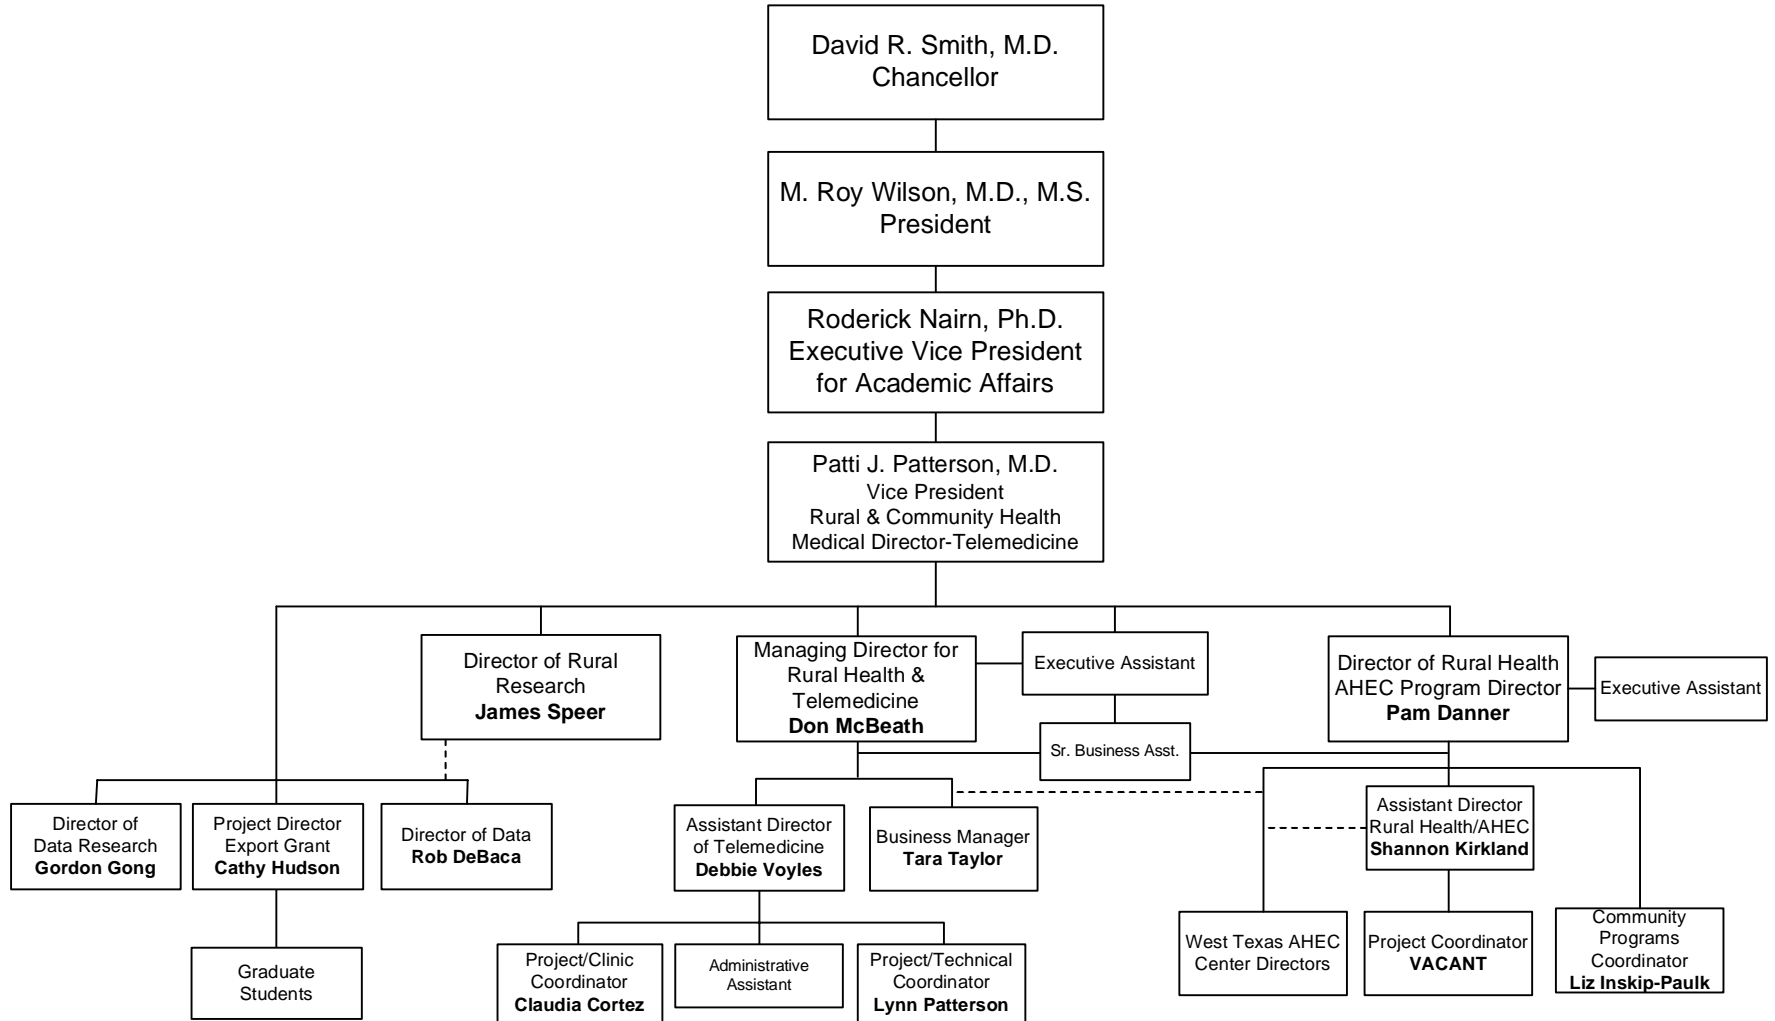 David R. Smith, M.D.
Chancellor
M. Roy Wilson, M.D., M.S.
President
Roderick Nairn, Ph.D.
Executive Vice President
for Academic Affairs
Patti J. Patterson, M.D.
Vice President
Rural & Community Health
Medical Director-Telemedicine
Director of Rural
Research
James Speer
Managing Director for
Rural Health &
Telemedicine
Don McBeath
Executive Assistant
Director of Rural Health
AHEC Program Director
Pam Danner
Executive Assistant
Sr. Business Asst.
Director of
Data Research
Gordon Gong
Project Director
Export Grant
Cathy Hudson
Director of Data
Rob DeBaca
Assistant Director
of Telemedicine
Debbie Voyles
Business Manager
Tara Taylor
Assistant Director
Rural Health/AHEC
Shannon Kirkland
Graduate
Students
Project/Clinic
Coordinator
Claudia Cortez
Administrative
Assistant
Project/Technical
Coordinator
Lynn Patterson
West Texas AHEC
Center Directors
Project Coordinator
VACANT
Community
Programs
Coordinator
Liz Inskip-Paulk